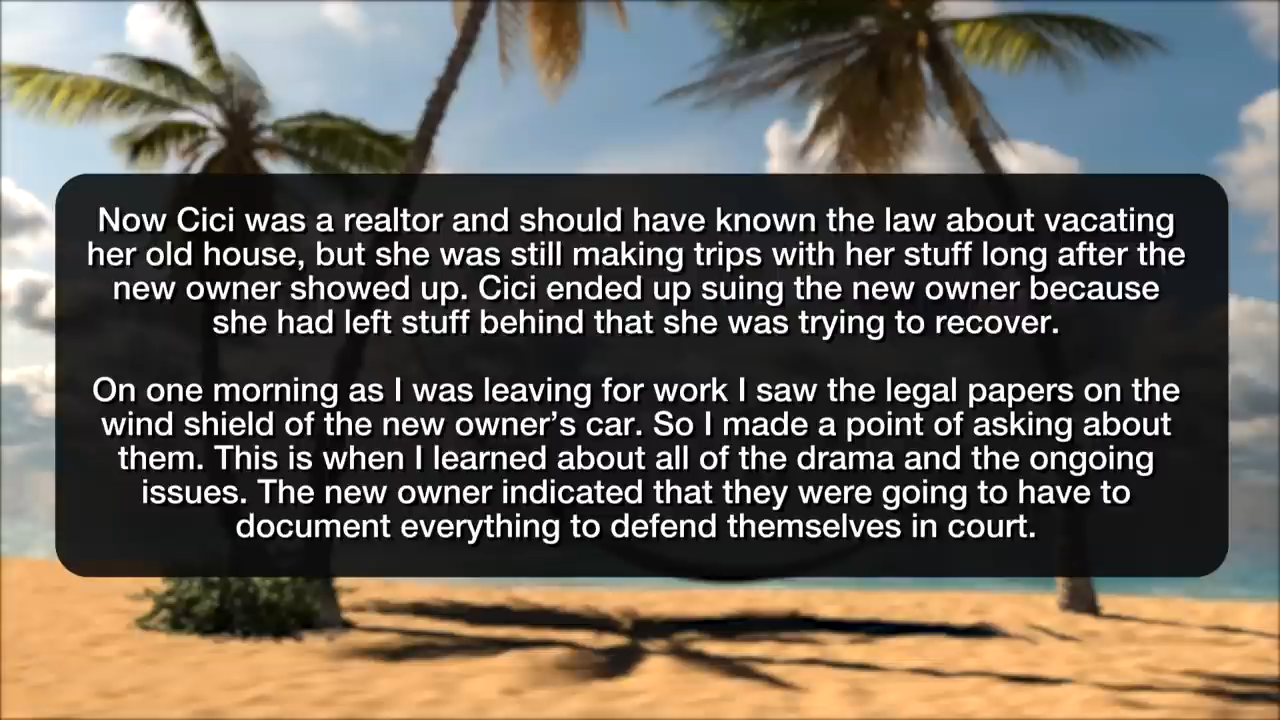 Now Cici was a realtor and should have known the law about vacating
her old house, but she was still making trips with her stuff long after the
new owner showed up. Cici ended up suing the new owner because
she had left stuff behind that she was trying to recover.
On one morning as I was leaving for work I saw the legal papers on the
wind shield of the new owner’s car. So I made a point of asking about
them. This is when I learned about all of the drama and the ongoing
issues. The new owner indicated that they were going to have to
document everything to defend themselves in court.